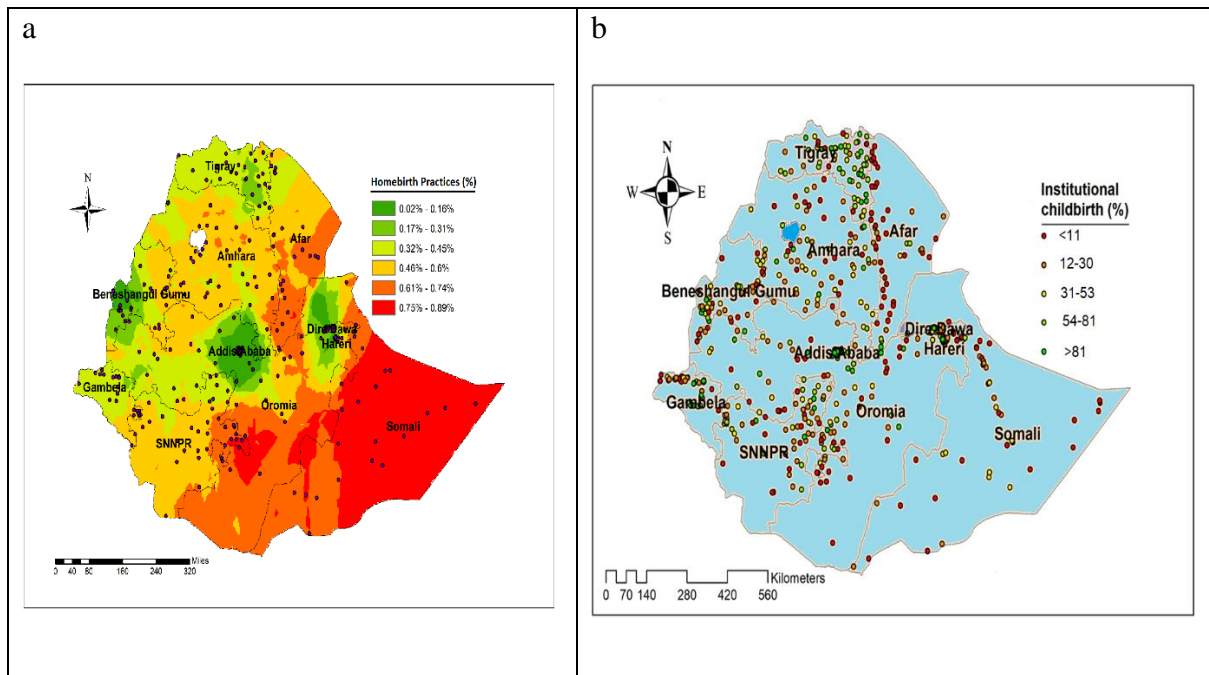 a
N
Tigray
Homebirth Practices (%)
0.02% - 0.16%
0.17% - 0.31%
0.32% - 0.45%
0.46% - 0.6%
0.61% - 0.74%
0.75% - 0.89%
Afar
Amhara
Beneshangul Gumu
Dire Dawa
Hareri
Addis Ababa
Gambela
Oromia
Somali
SNNPR
Miles
0 40 80 160 240 320
b
N
W E
S
Tigray
Institutional
childbirth (%)
<11
12-30
31-53
54-81
>81
Afar
Amhara
Beneshangul Gumu
Dire Dawa
Hareri
Addis Ababa
Gambela
Oromia
Somali
SNNPR
Kilometers
0 70 140 280 420 560